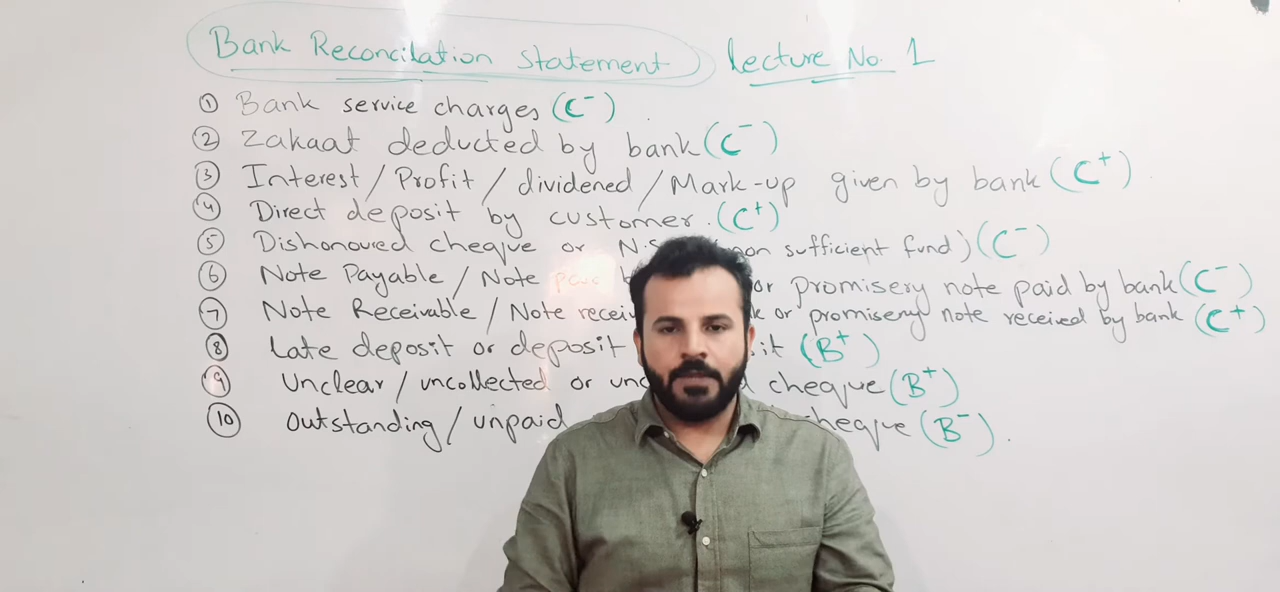 Bank Reconcilation Statement lecture No. 1
① Bank service charges (C⁻)
② Zakaat deducted by bank (C⁻)
③ Interest / Profit / dividened / Mark-up given by bank (C⁺)
④ Direct deposit by customer. (C⁺)
⑤ Dishonoured cheque or N.S sufficient fund) (C⁻)
⑥ Note Payable / Note or promisery note paid by bank (C⁻)
⑦ Note Receivable / Note or promisery note received by bank (C⁺)
⑧ Late deposit or deposit (B⁺)
⑨ Unclear / uncollected or cheque (B⁺)
⑩ Outstanding / unpaid (B⁻).